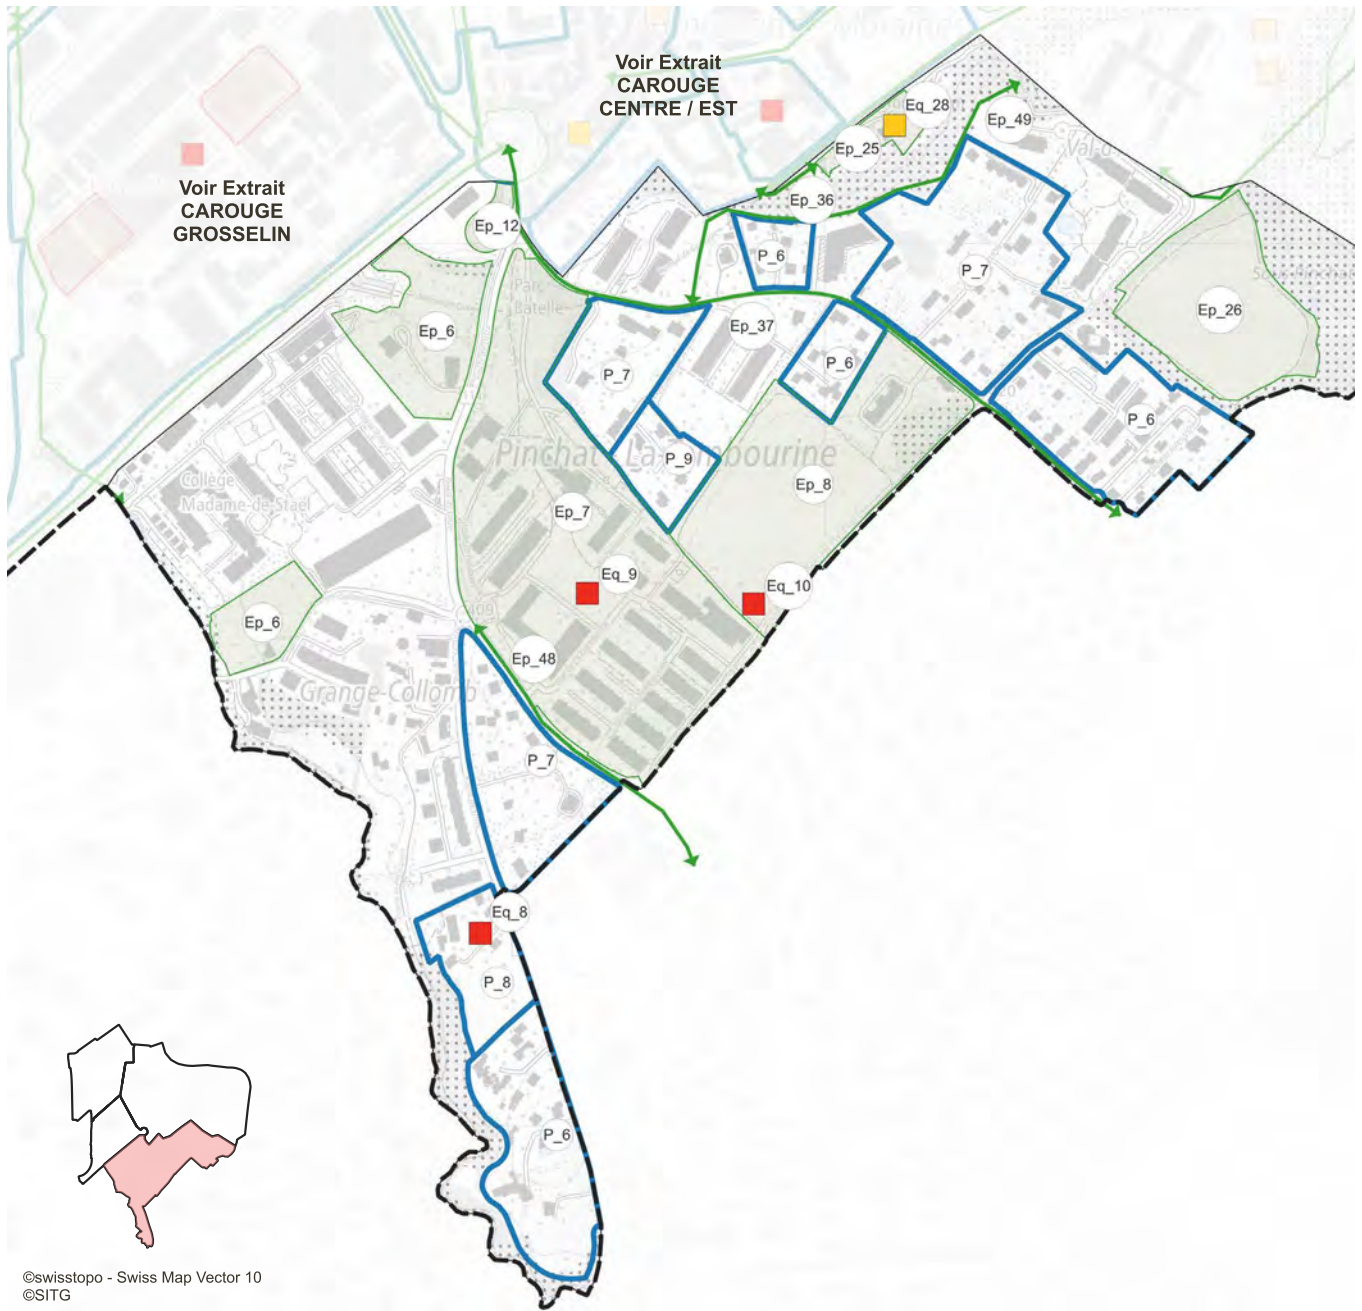 Voir Extrait
CAROUGE
CENTRE / EST
Voir Extrait
CAROUGE
GROSSELIN
Eq_28
Ep_49
Ep_25
Ep_36
Ep_12
P_6
P_7
Parc
Batelle
Ep_26
Ep_6
Ep_37
P_6
P_7
P_6
P_9
Collège
Madame-de-Staël
Ep_8
Ep_7
Eq_9
Eq_10
Ep_6
409
Ep_48
Grange-Collomb
P_7
Eq_8
P_8
P_6
©swisstopo - Swiss Map Vector 10
©SITG